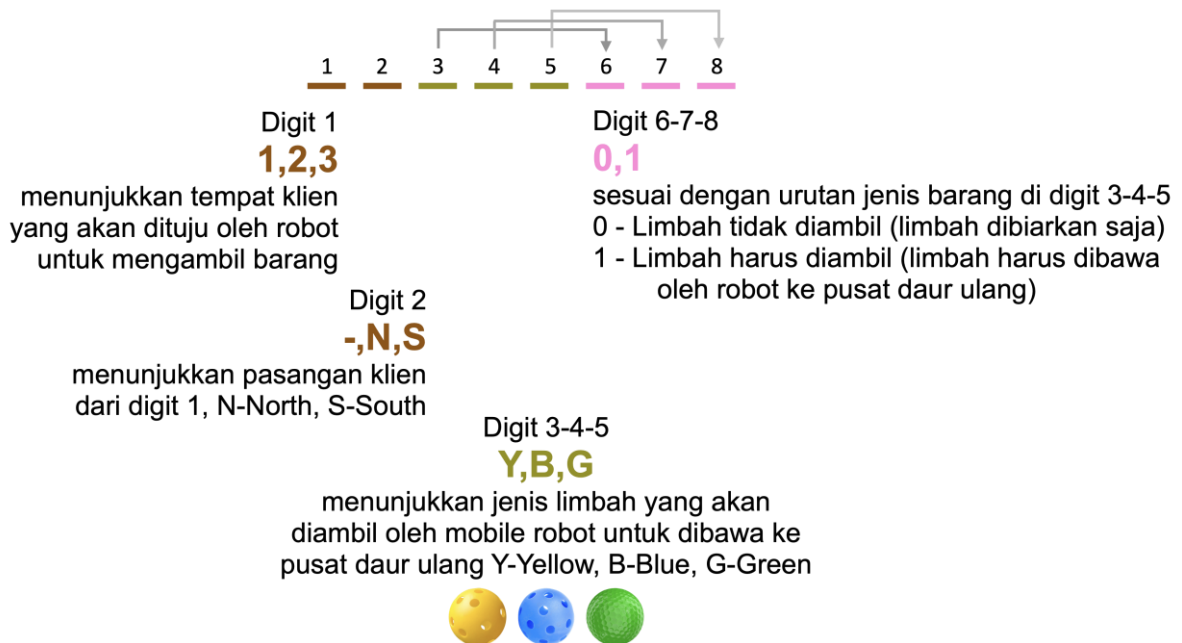 1 2 3 4 5 6 7 8
Digit 1
1,2,3
menunjukkan tempat klien
yang akan dituju oleh robot
untuk mengambil barang
Digit 6-7-8
0,1
sesuai dengan urutan jenis barang di digit 3-4-5
0 - Limbah tidak diambil (limbah dibiarkan saja)
1 - Limbah harus diambil (limbah harus dibawa
oleh robot ke pusat daur ulang)
Digit 2
-,N,S
menunjukkan pasangan klien
dari digit 1, N-North, S-South
Digit 3-4-5
Y,B,G
menunjukkan jenis limbah yang akan
diambil oleh mobile robot untuk dibawa ke
pusat daur ulang Y-Yellow, B-Blue, G-Green